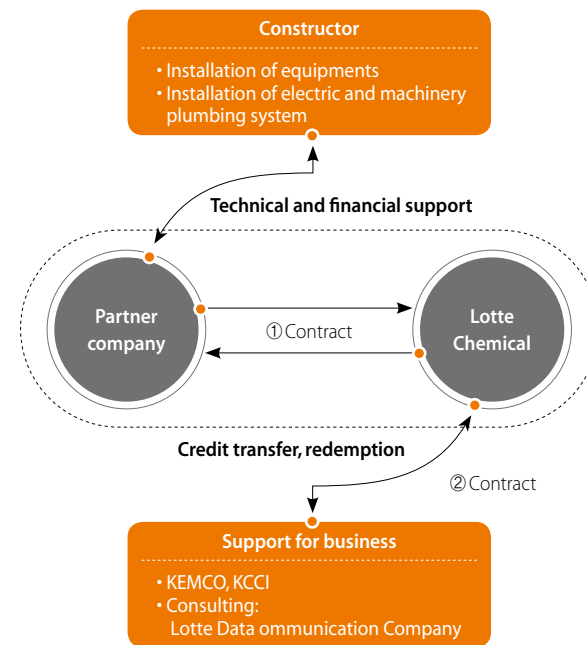 Constructor
• Installation of equipments
• Installation of electric and machinery
plumbing system
Technical and financial support
Partner
company
① Contract
Lotte
Chemical
Credit transfer, redemption
② Contract
Support for business
• KEMCO, KCCI
• Consulting:
Lotte Data ommunication Company